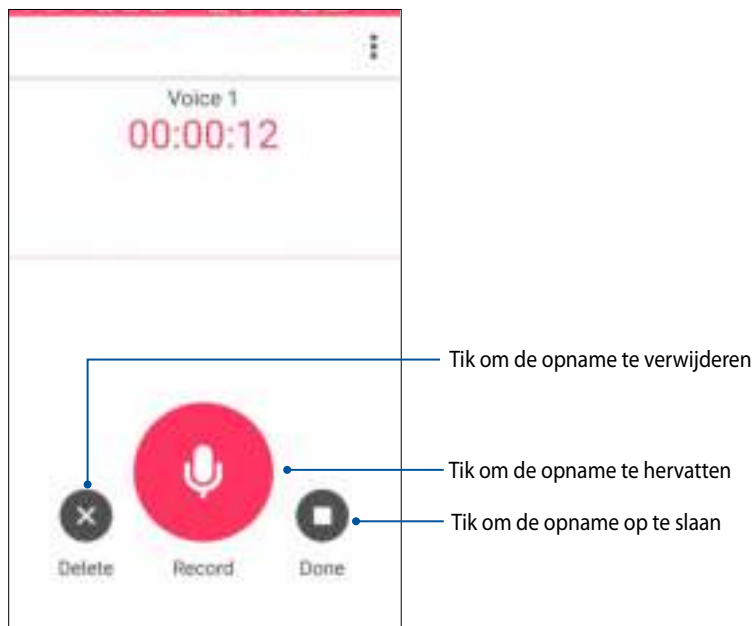 Voice 1
00:00:12
Tik om de opname te verwijderen
Tik om de opname te hervatten
Tik om de opname op te slaan
Delete
Record
Done